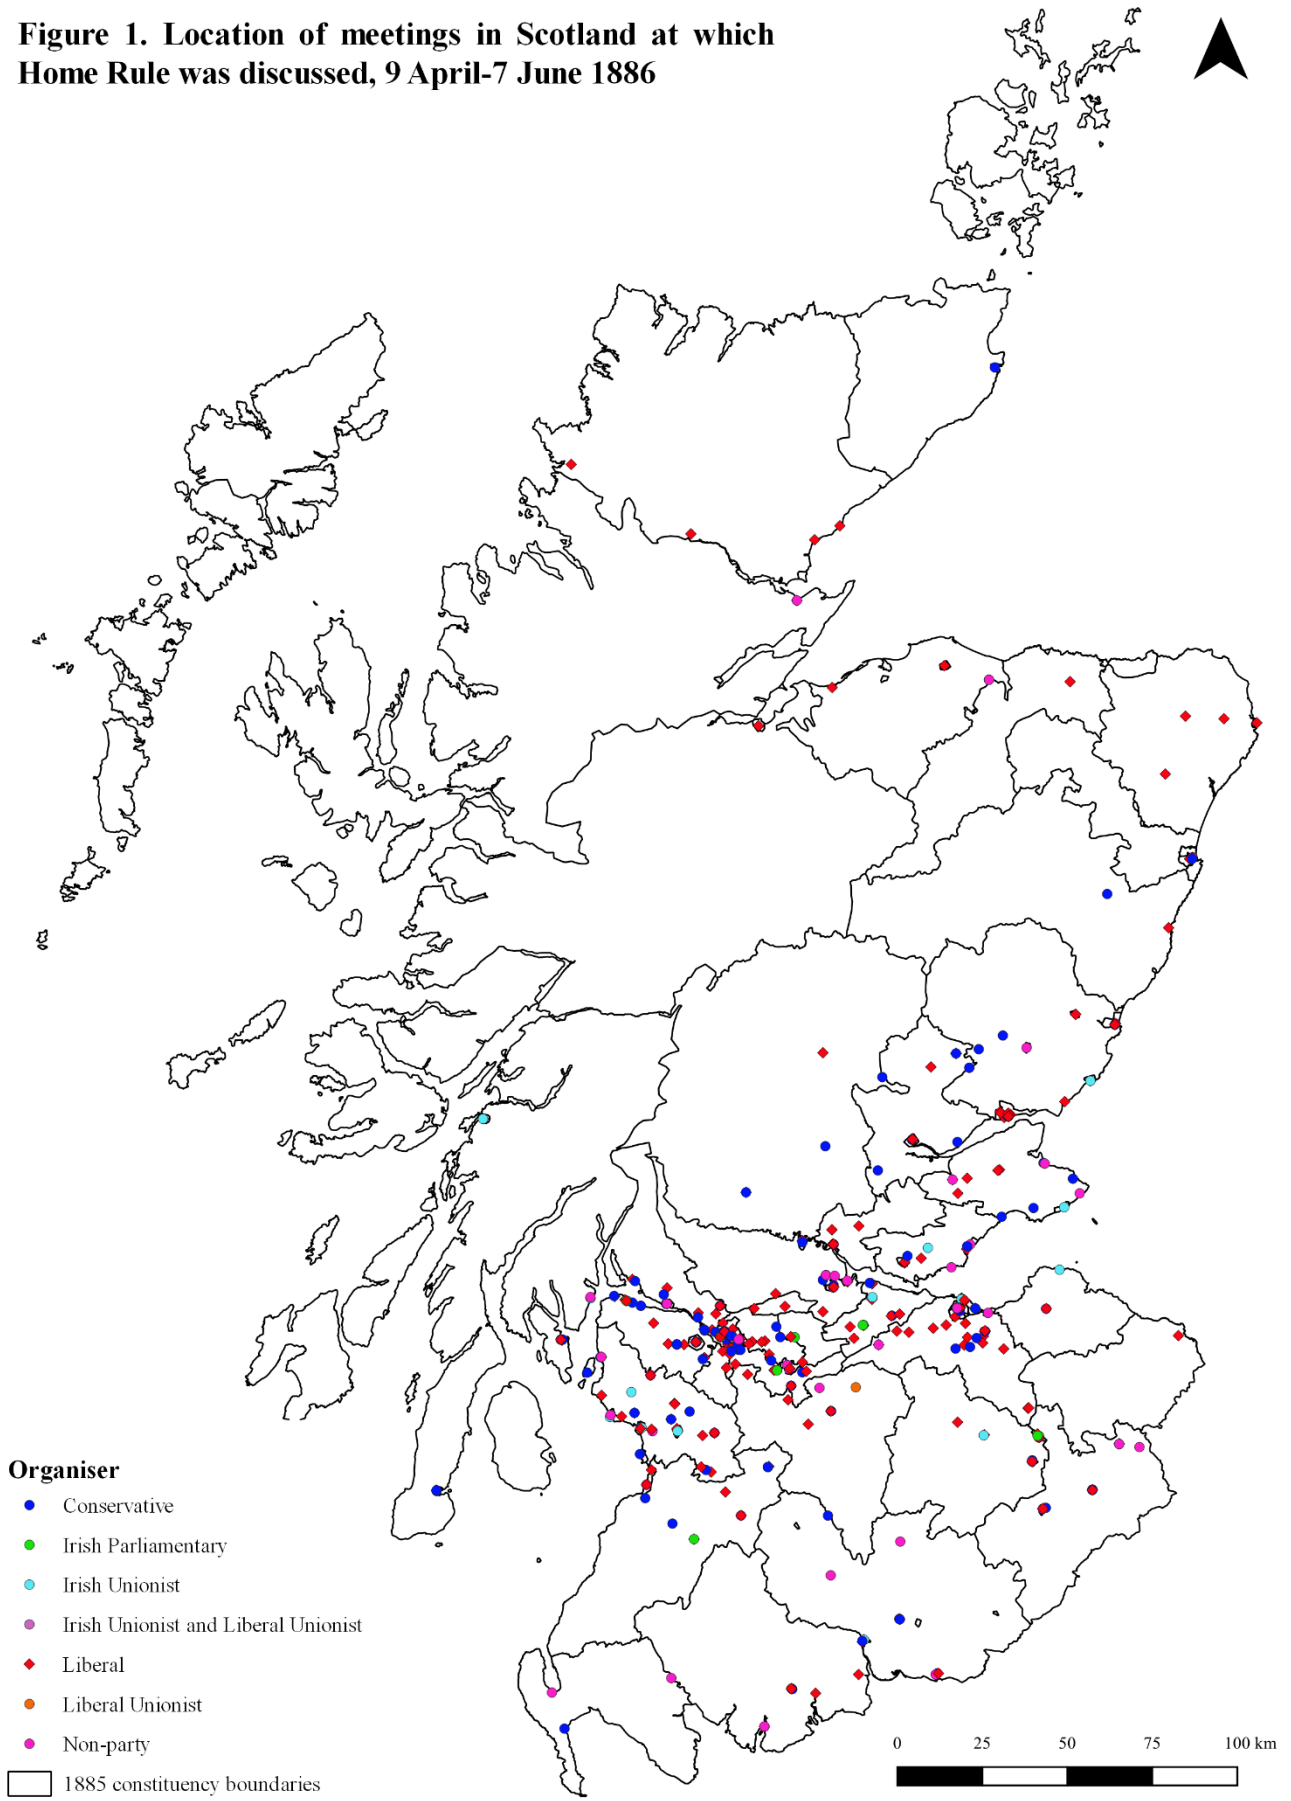 Figure 1. Location of meetings in Scotland at which
Home Rule was discussed, 9 April-7 June 1886
Organiser
Conservative
Irish Parliamentary
Irish Unionist
Irish Unionist and Liberal Unionist
Liberal
Liberal Unionist
Non-party
1885 constituency boundaries
0 25 50 75 100 km